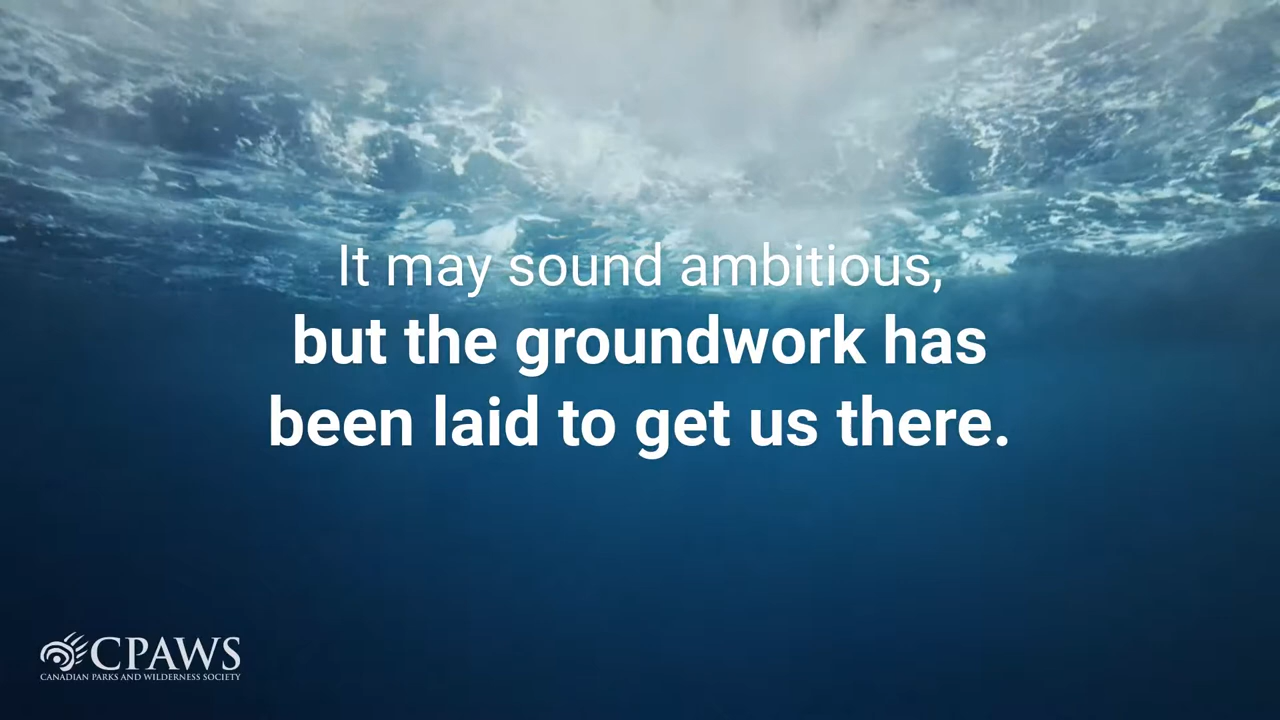 It may sound ambitious,
but the groundwork has
been laid to get us there.
CPAWS
CANADIAN PARKS AND WILDERNESS SOCIETY